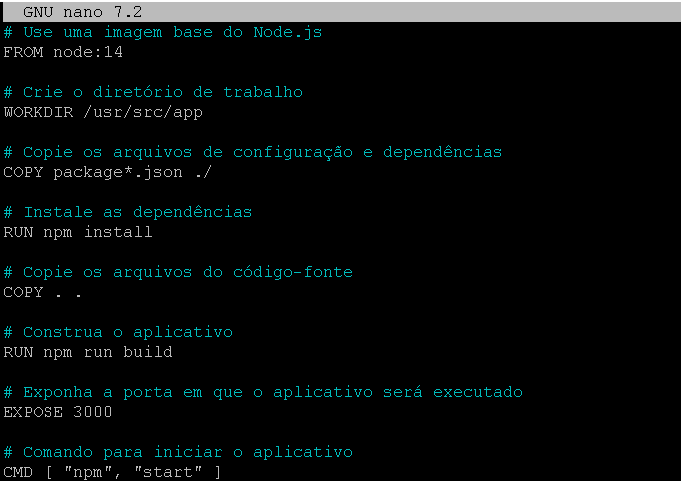 GNU nano 7.2
# Use uma imagem base do Node.js
FROM node:14
# Crie o diretório de trabalho
WORKDIR /usr/src/app
# Copie os arquivos de configuração e dependências
COPY package*.json ./
# Instale as dependências
RUN npm install
# Copie os arquivos do código-fonte
COPY . .
# Construa o aplicativo
RUN npm run build
# Exponha a porta em que o aplicativo será executado
EXPOSE 3000
# Comando para iniciar o aplicativo
CMD [ "npm", "start" ]